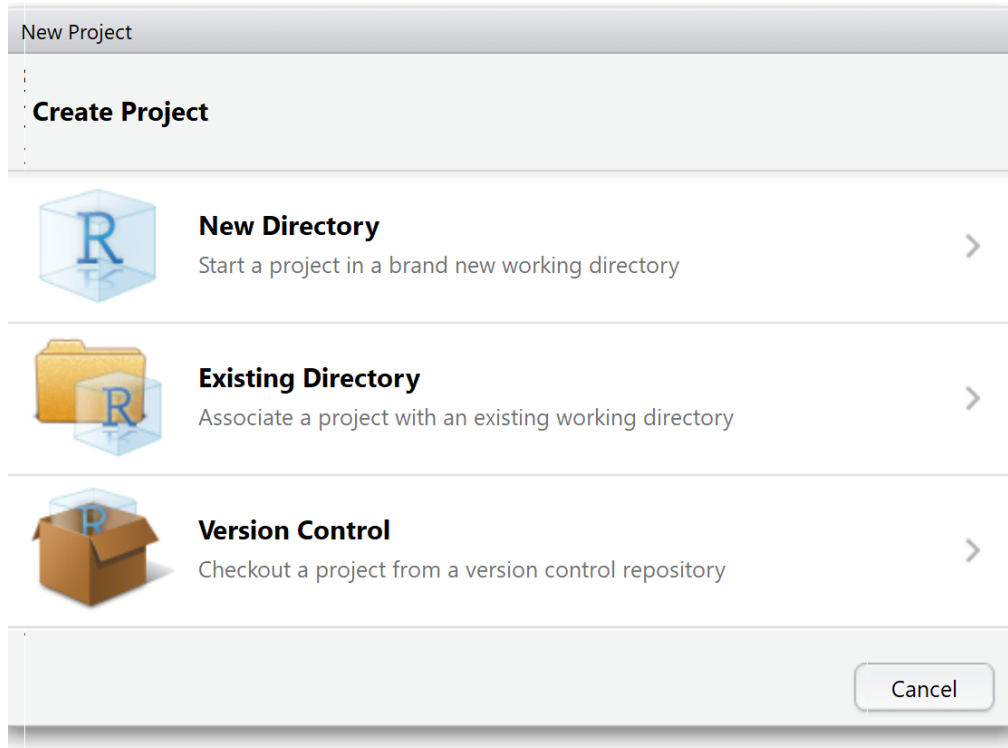 New Project
Create Project
R
New Directory
Start a project in a brand new working directory
R
Existing Directory
Associate a project with an existing working directory
R
Version Control
Checkout a project from a version control repository
Cancel